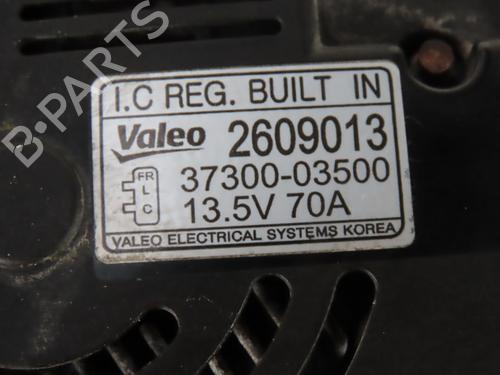 I.C REG. BUILT IN
Valeo 2609013
FR
L
C
37300-03500
13.5V 70A
VALEO ELECTRICAL SYSTEMS KOREA
B-PARTS